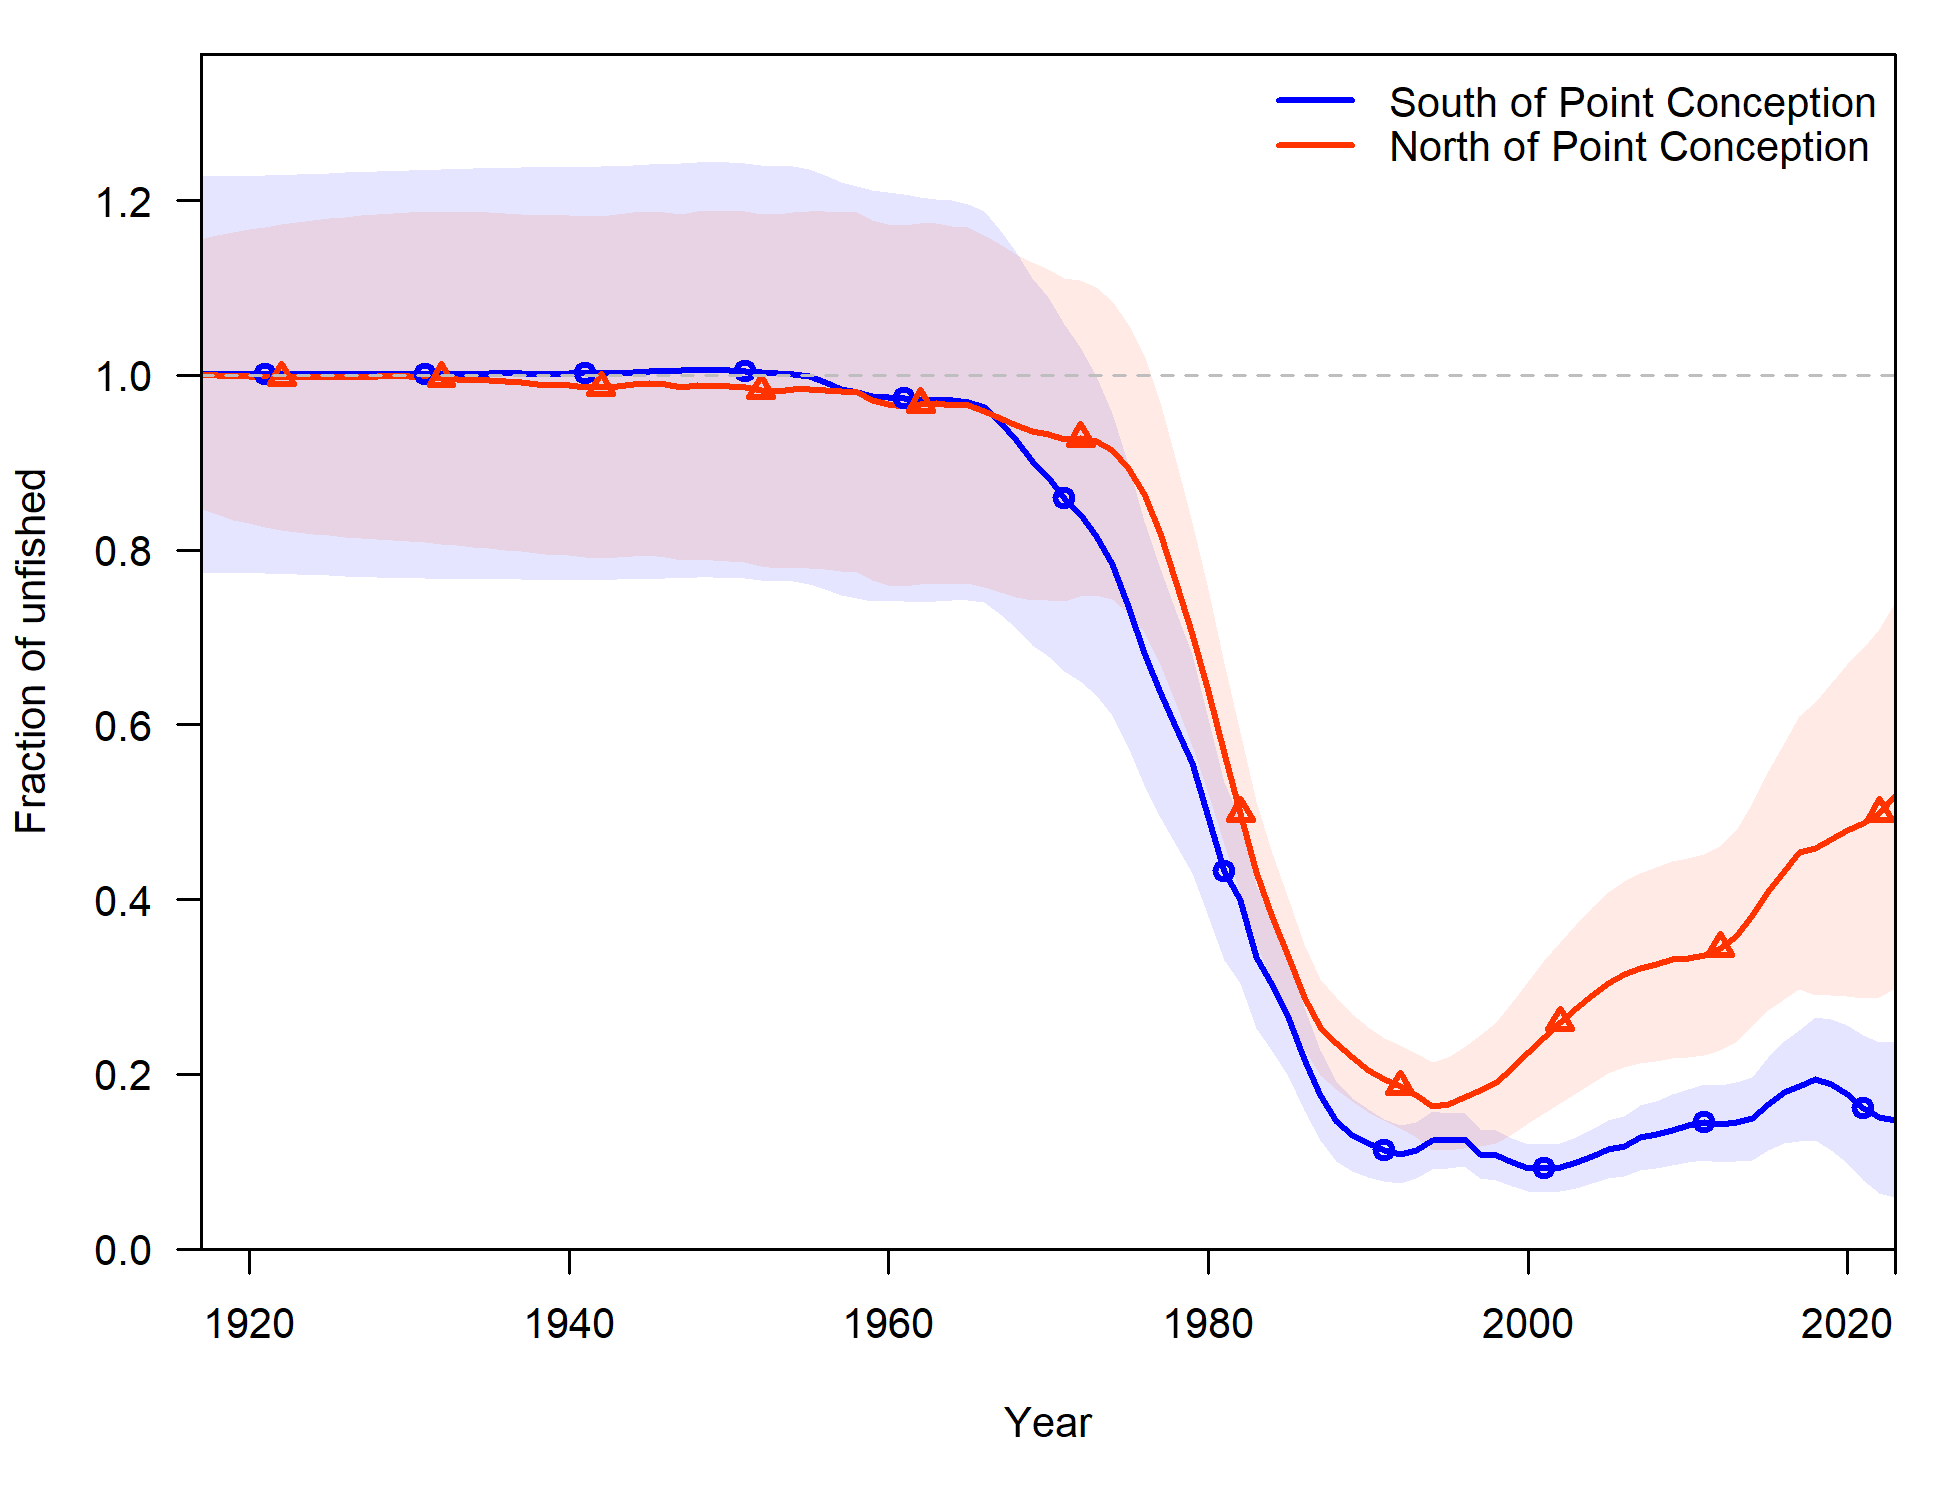 South of Point Conception
North of Point Conception
Fraction of unfished
1.2
1.0
0.8
0.6
0.4
0.2
0.0
1920 1940 1960 1980 2000 2020
Year